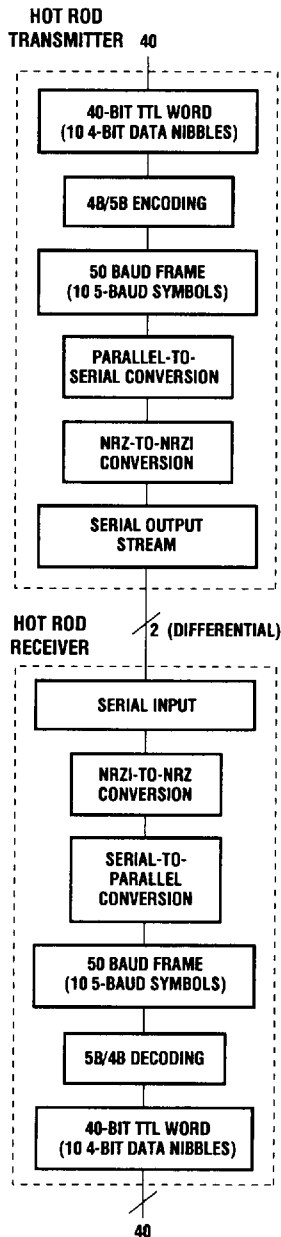 HOT ROD
TRANSMITTER 40
40-BIT TTL WORD
(10 4-BIT DATA NIBBLES)
4B/5B ENCODING
50 BAUD FRAME
(10 5-BAUD SYMBOLS)
PARALLEL-TO-
SERIAL CONVERSION
NRZ-TO-NRZI
CONVERSION
SERIAL OUTPUT
STREAM
2 (DIFFERENTIAL)
HOT ROD
RECEIVER
SERIAL INPUT
NRZI-TO-NRZ
CONVERSION
SERIAL-TO-
PARALLEL
CONVERSION
50 BAUD FRAME
(10 5-BAUD SYMBOLS)
5B/4B DECODING
40-BIT TTL WORD
(10 4-BIT DATA NIBBLES)
40